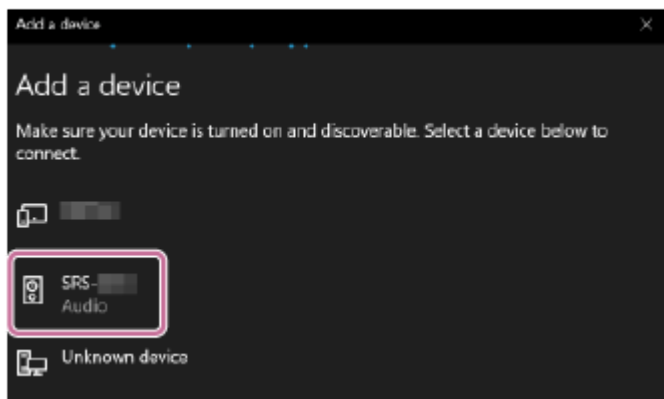 Add a device
Add a device
Make sure your device is turned on and discoverable. Select a device below to
connect.
SRS-
Audio
Unknown device